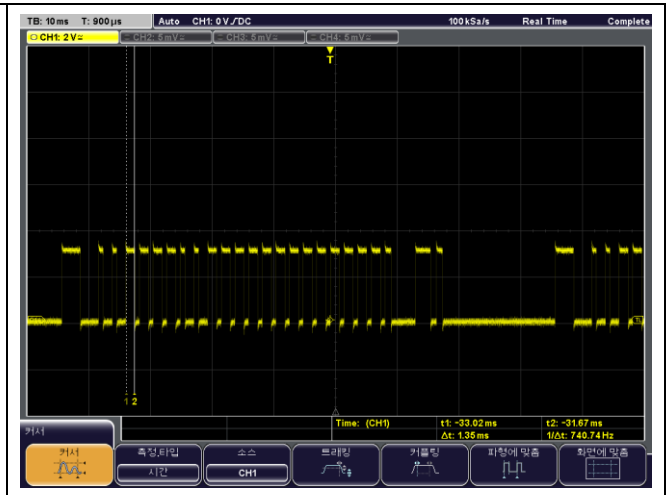 TB: 10 ms T: 900 µs Auto CH1: 0 V / DC 100 kSa/s Real Time Complete
CH1: 2 V= CH2: 5 mV= CH3: 5 mV= CH4: 5 mV=
T
1 2
Time: (CH1) t1: -33.02 ms t2: -31.67 ms
Δt: 1.35 ms 1/Δt: 740.74 Hz
커서
커서 측정.타입 소스 트래킹 커플링 파형에 맞춤 화면에 맞춤
시간 CH1